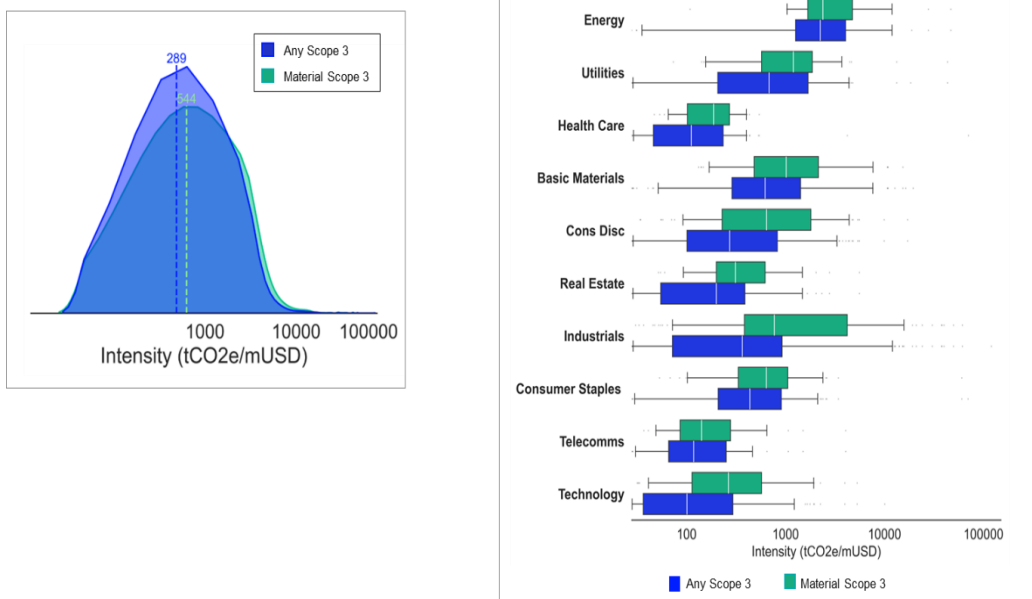 289
544
Any Scope 3
Material Scope 3
1000 10000 100000
Intensity (tCO2e/mUSD)
Energy
Utilities
Health Care
Basic Materials
Cons Disc
Real Estate
Industrials
Consumer Staples
Telecomms
Technology
100 1000 10000 100000
Intensity (tCO2e/mUSD)
Any Scope 3 Material Scope 3